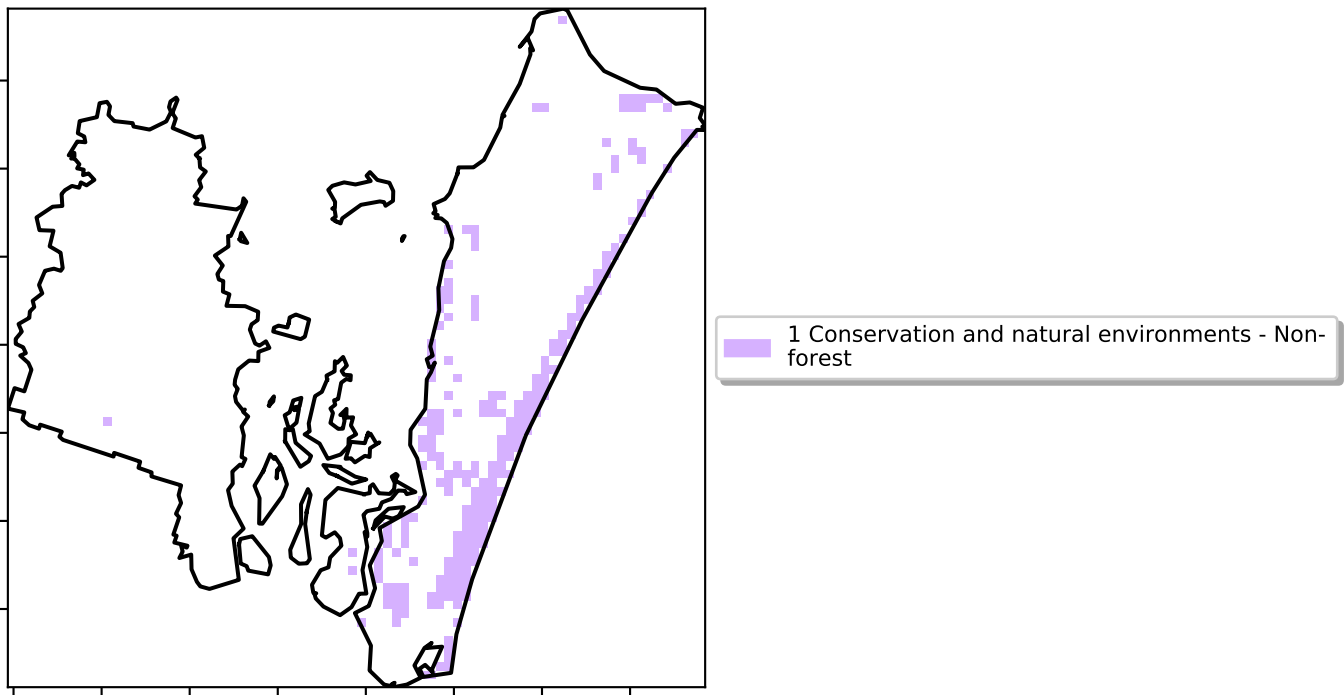 1 Conservation and natural environments - Non-
forest